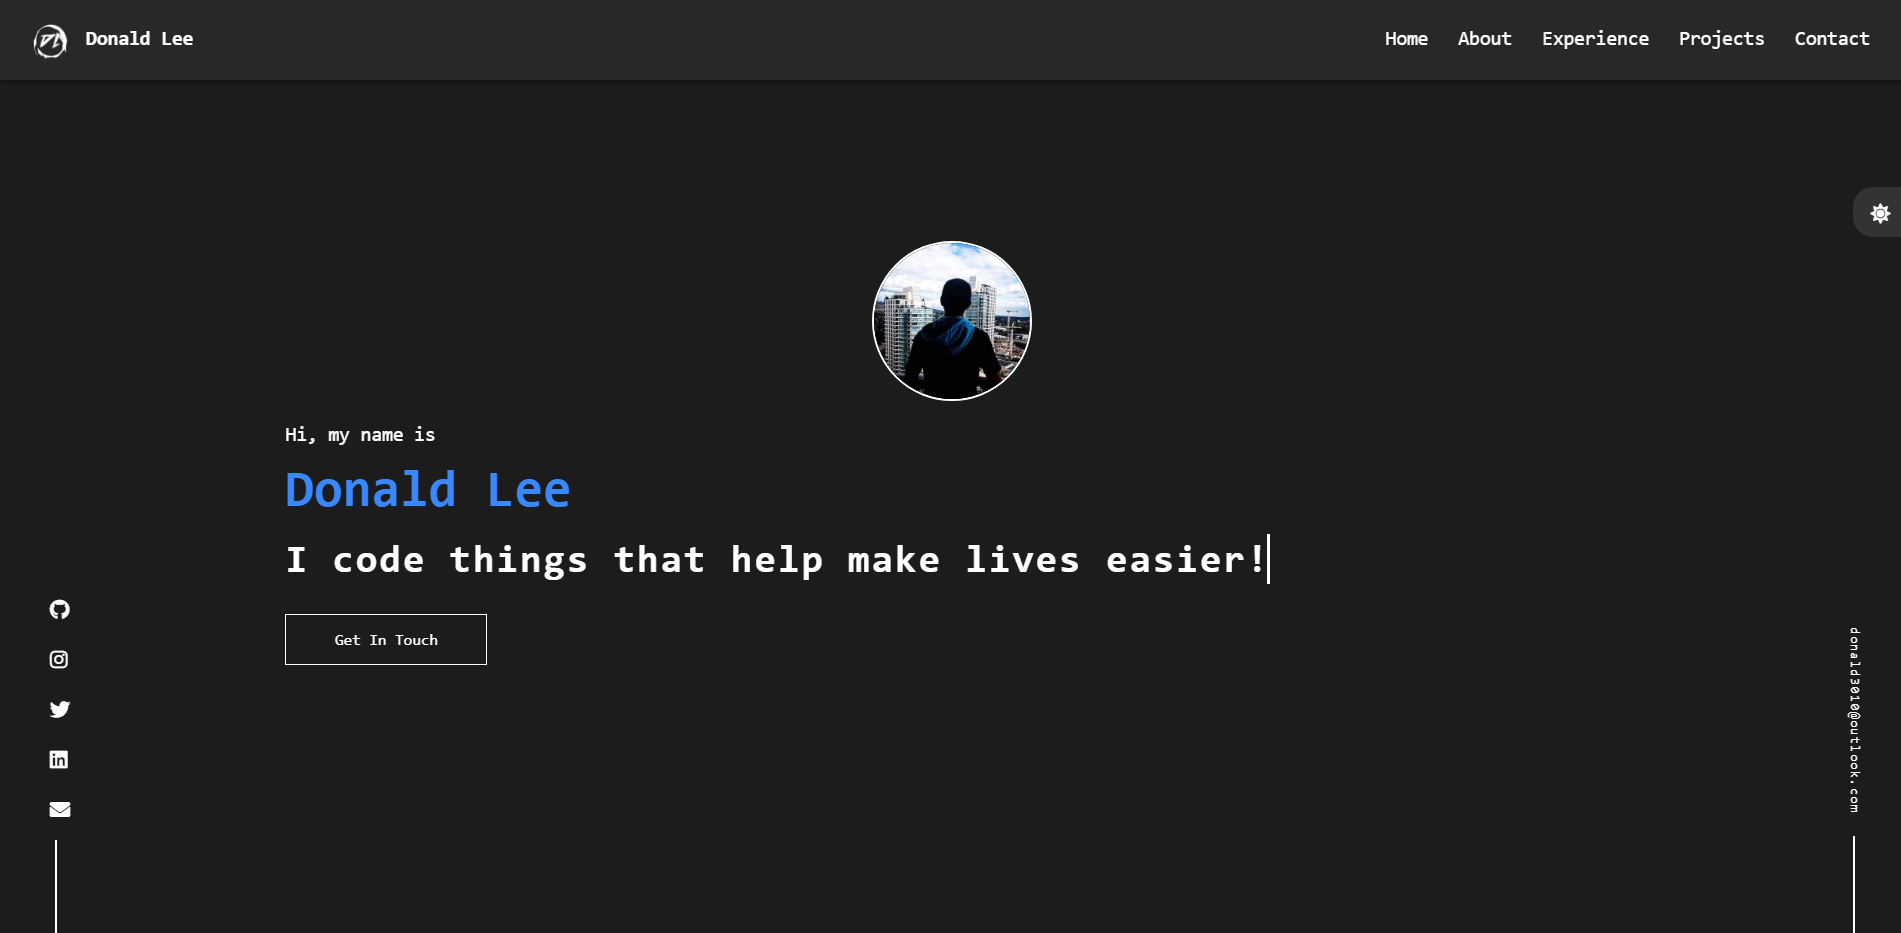 Donald Lee
Home About Experience Projects Contact
Hi, my name is
Donald Lee
I code things that help make lives easier!
Get In Touch
donald3010@outlook.com